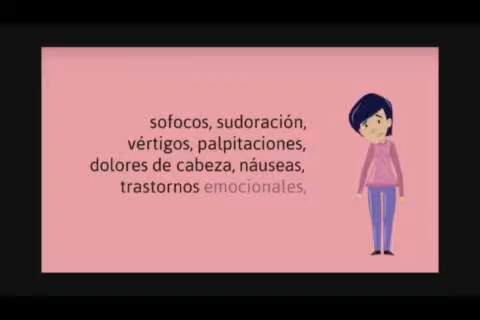 sofocos, sudoración,
vértigos, palpitaciones,
dolores de cabeza, náuseas,
trastornos emocionales,